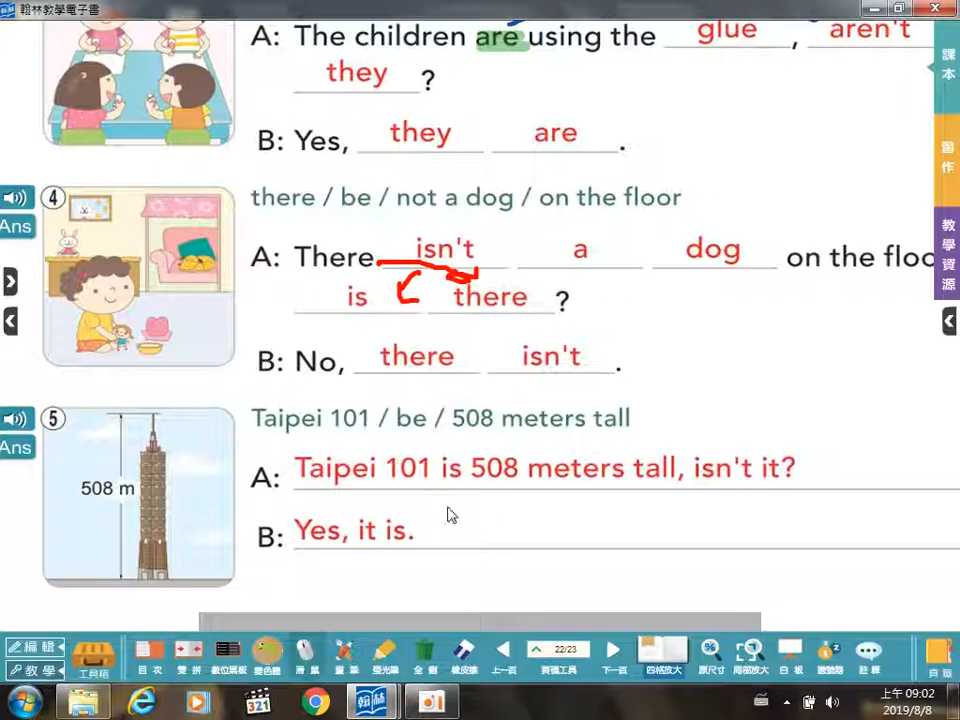 翰林教學電子書
A: The children are using the glue , aren't
they ?
B: Yes, they are .
4 there / be / not a dog / on the floor
Ans
A: There isn't a dog on the floo
is there ?
B: No, there isn't .
5 Taipei 101 / be / 508 meters tall
Ans
508 m
A: Taipei 101 is 508 meters tall, isn't it?
B: Yes, it is.
課本
習作
教學資源
編輯
教學
工具箱
目次
雙拼
數位黑板
滑鼠
畫筆
螢光筆
全刪
橡皮擦
上一頁
22/23
頁碼工具
下一頁
四格放大
原尺寸
局部放大
白板
選號器
註釋
頁籤
321
上午 09:02
2019/8/8